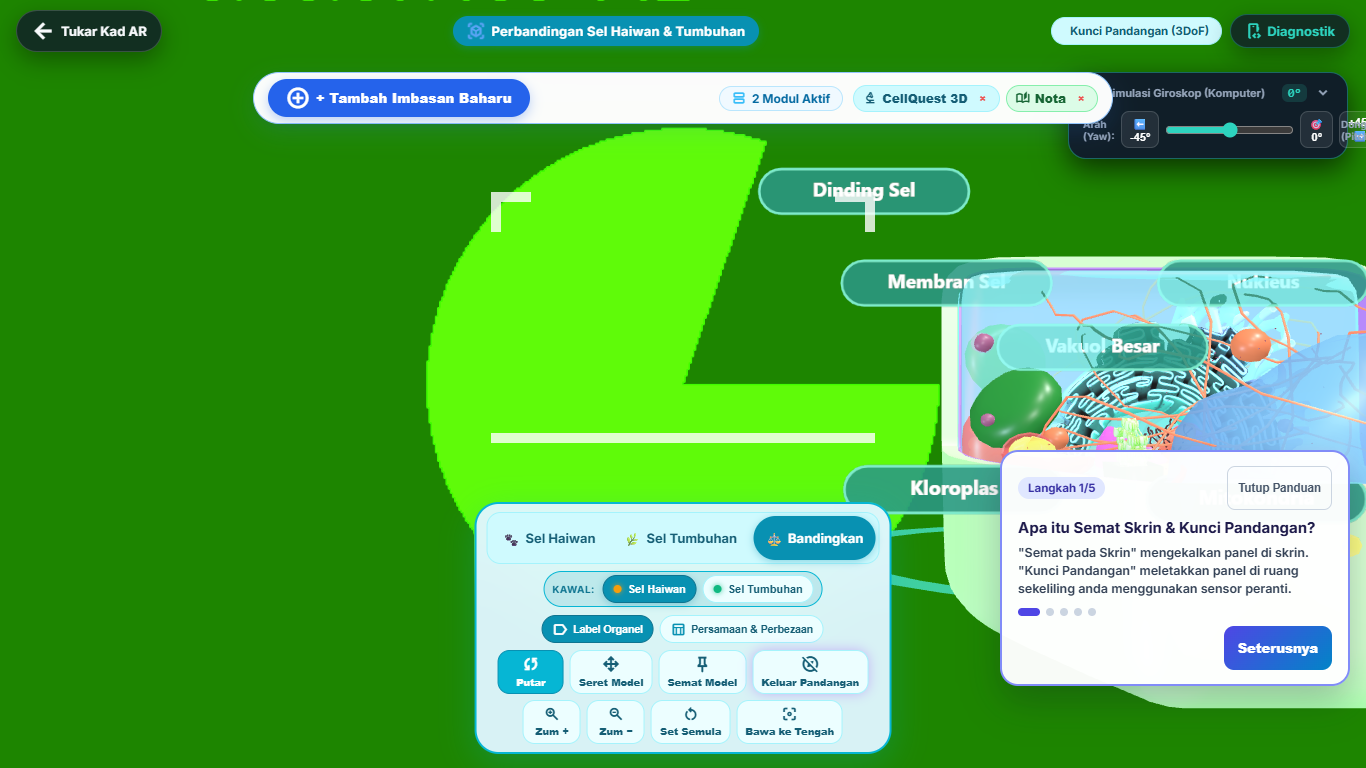 Tukar Kad AR
Perbandingan Sel Haiwan & Tumbuhan
Kunci Pandangan (3DoF)
Diagnostik
+ Tambah Imbasan Baharu
2 Modul Aktif
CellQuest 3D ×
Nota ×
imulasi Giroskop (Komputer) 0°
Arah
(Yaw):
-45°
0°
Dinding Sel
Membran Sel
Nukleus
Vakuol Besar
Kloroplas
Langkah 1/5
Tutup Panduan
Apa itu Semat Skrin & Kunci Pandangan?
"Semat pada Skrin" mengekalkan panel di skrin.
"Kunci Pandangan" meletakkan panel di ruang
sekeliling anda menggunakan sensor peranti.
Seterusnya
Sel Haiwan
Sel Tumbuhan
Bandingkan
KAWAL:
Sel Haiwan
Sel Tumbuhan
Label Organel
Persamaan & Perbezaan
Putar
Seret Model
Semat Model
Keluar Pandangan
Zum +
Zum −
Set Semula
Bawa ke Tengah